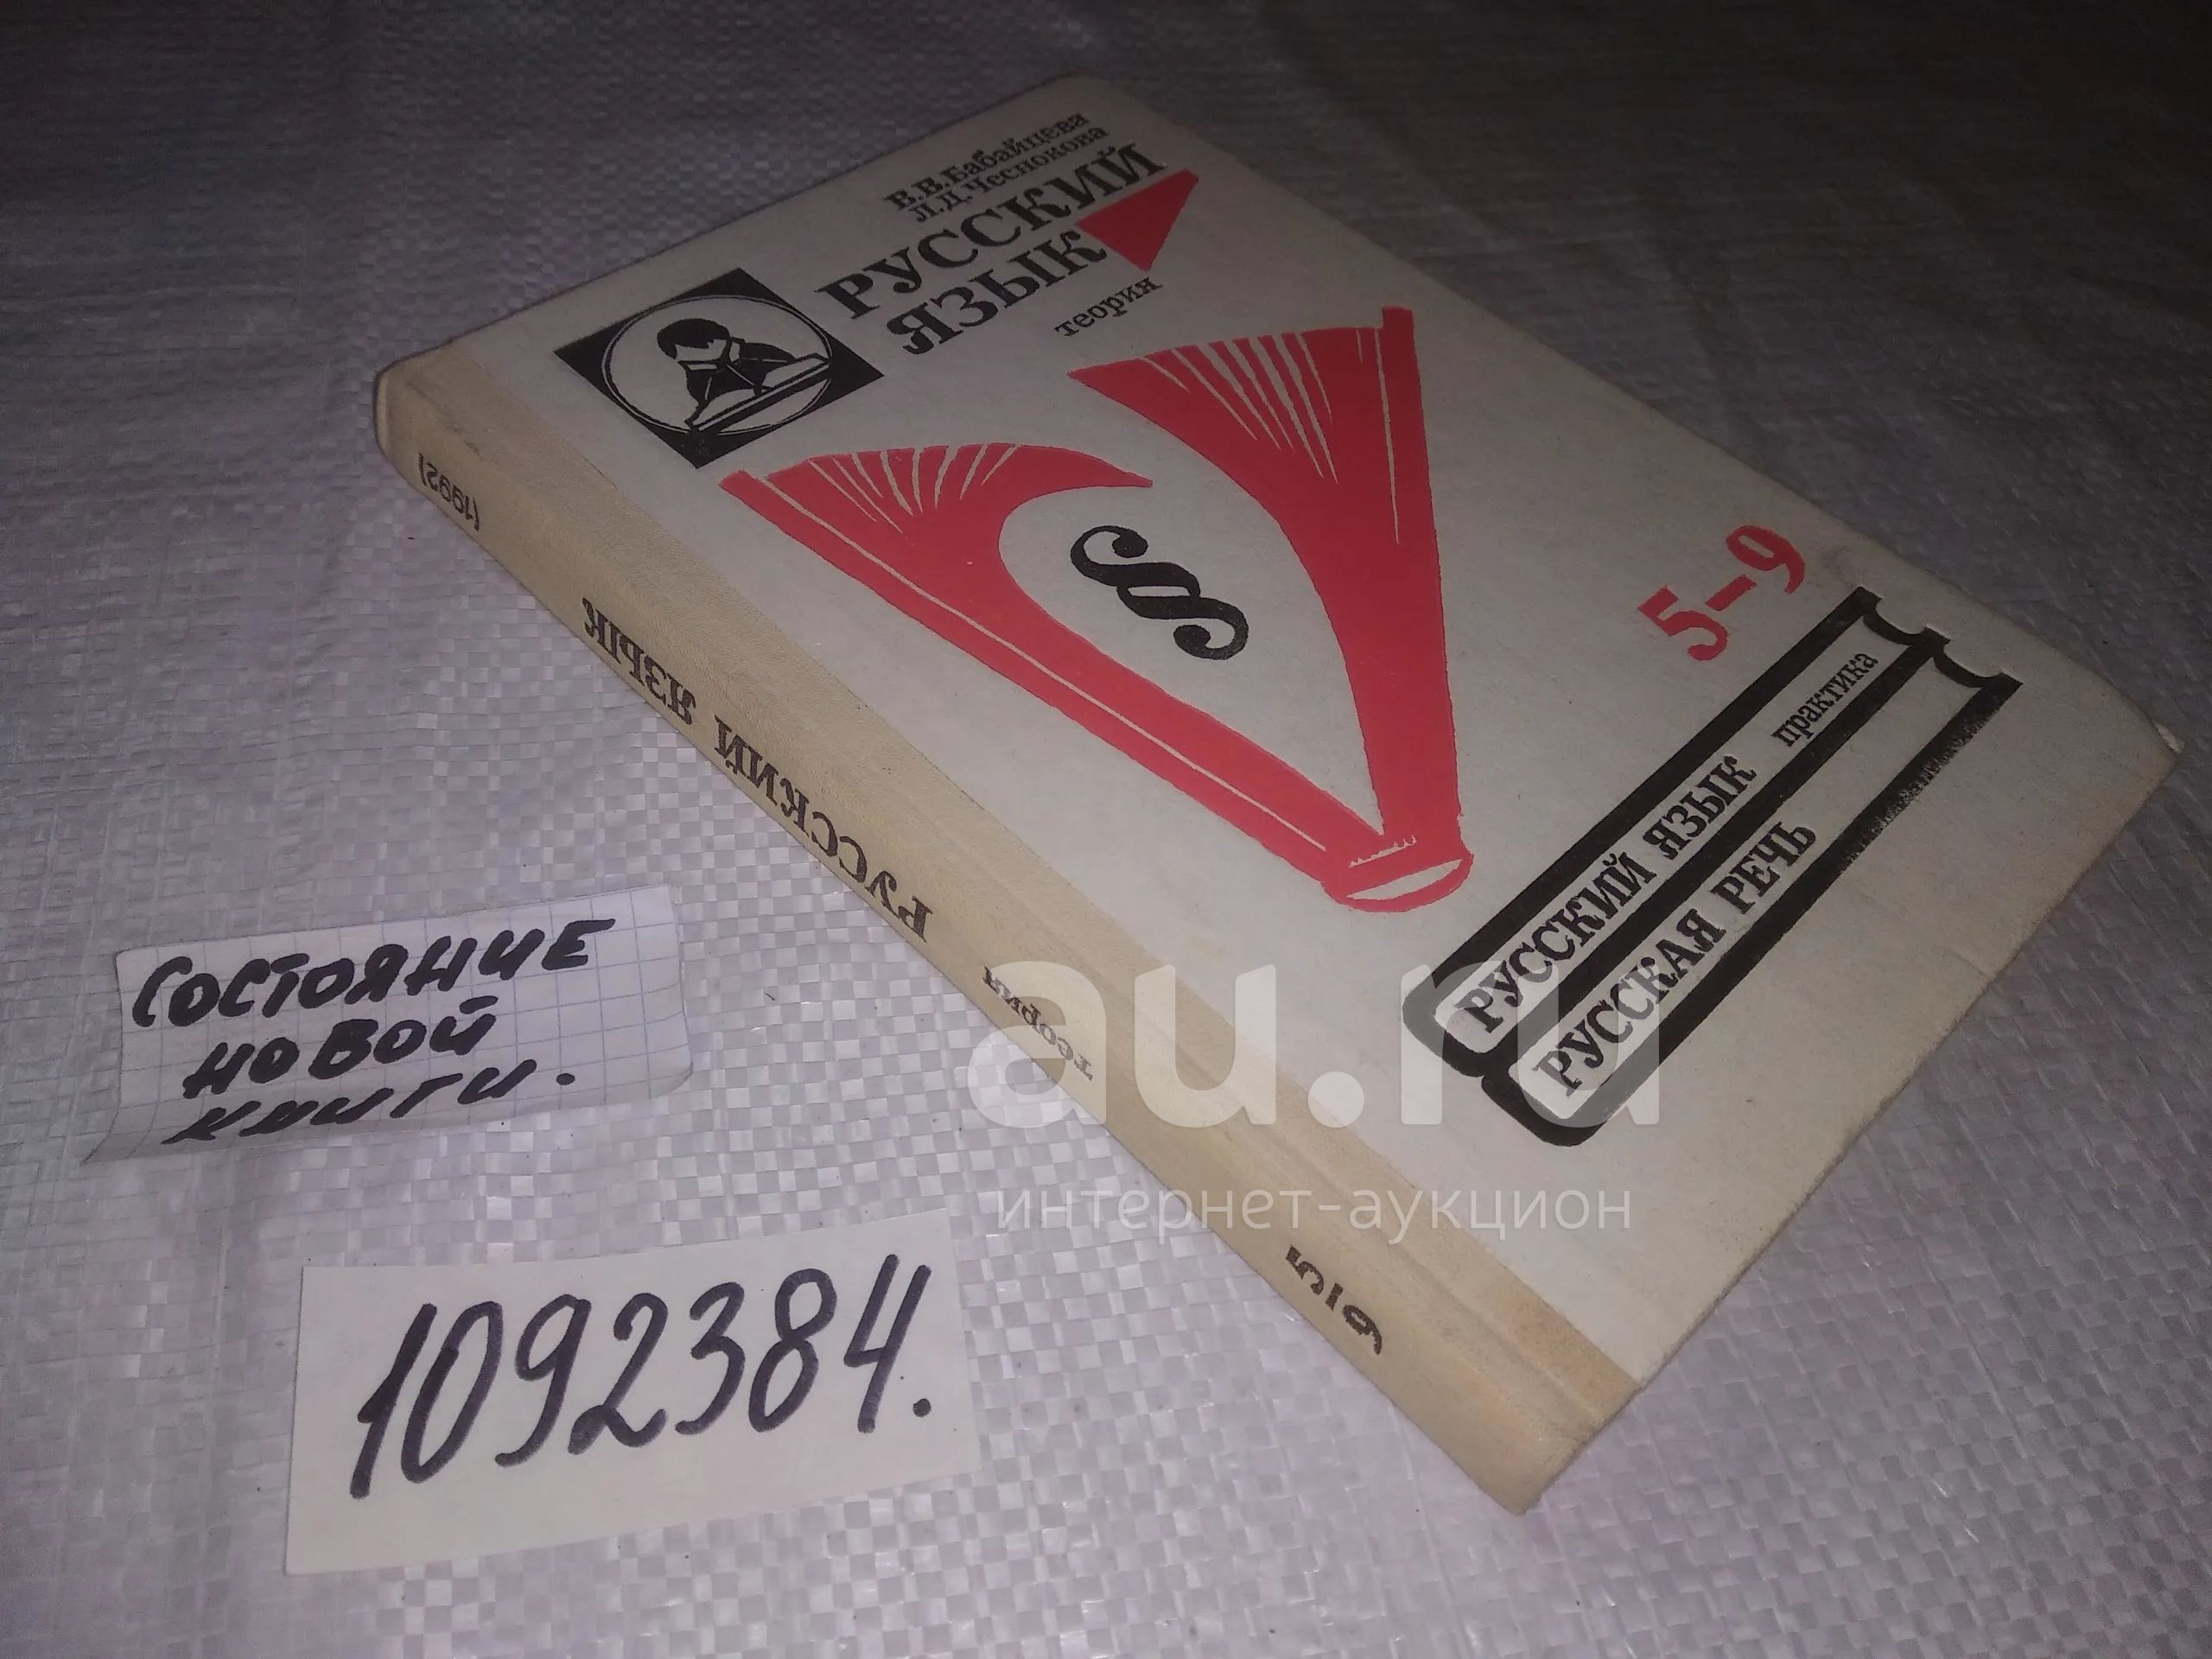 В.В.Бабайцева
Л.Д.Чеснокова
РУССКИЙ
ЯЗЫК
теория
§
5–9
РУССКИЙ ЯЗЫК практика
РУССКАЯ РЕЧЬ
(1992)
РУССКИЙ ЯЗЫК
теория
5|9
СОСТОЯНИЕ
НОВОЙ
КНИГИ.
1092384.
au.ru
интернет-аукцион